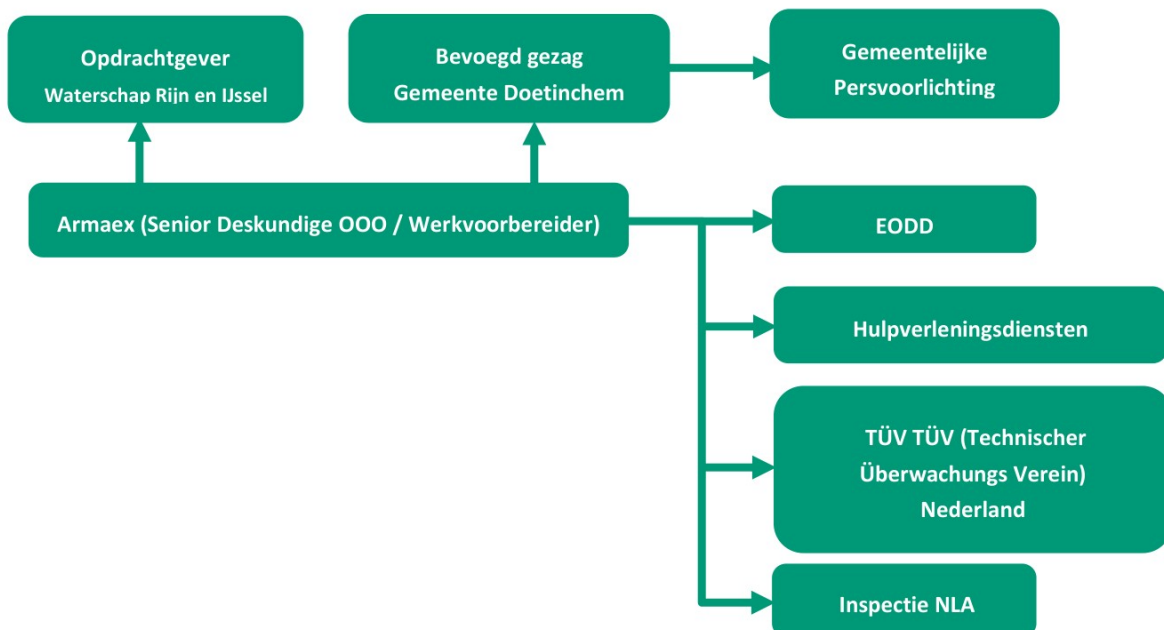 Opdrachtgever
Waterschap Rijn en IJssel
Bevoegd gezag
Gemeente Doetinchem
Gemeentelijke
Persvoorlichting
Armaex (Senior Deskundige OOO / Werkvoorbereider)
EODD
Hulpverleningsdiensten
TÜV TÜV (Technischer
Überwachungs Verein)
Nederland
Inspectie NLA